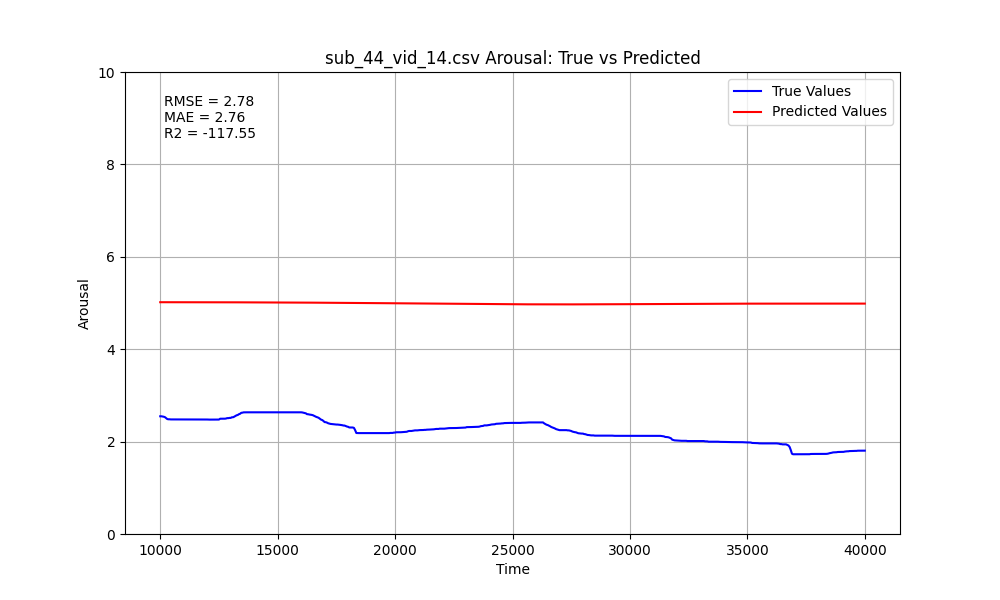 sub_44_vid_14.csv Arousal: True vs Predicted
RMSE = 2.78
MAE = 2.76
R2 = -117.55
True Values
Predicted Values
10
8
6
4
2
0
Arousal
10000
15000
20000
25000
30000
35000
40000
Time